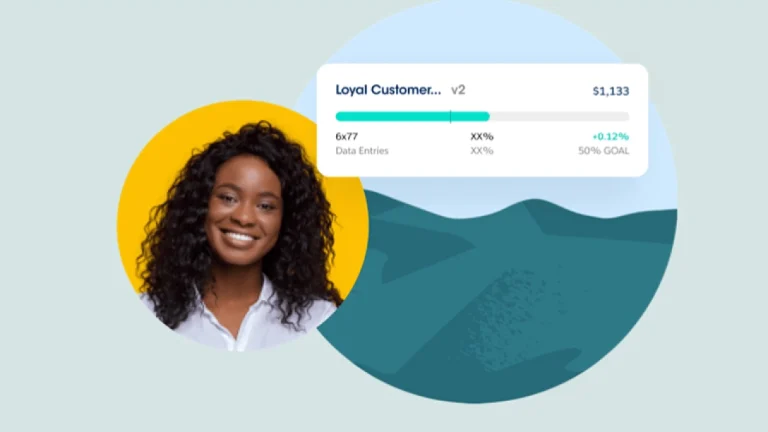 Loyal Customer... v2 $1,133
6x77 XX% +0.12%
Data Entries XX% 50% GOAL